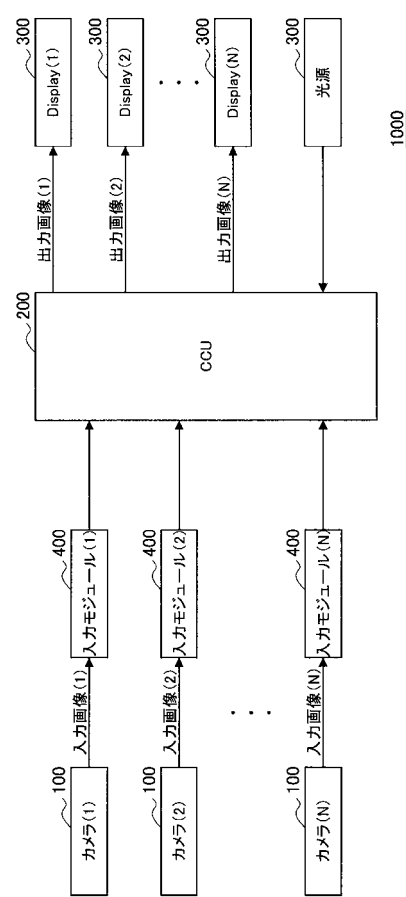 カメラ(1)
100
入力画像(1)
入力モジュール(1)
400
カメラ(2)
100
入力画像(2)
入力モジュール(2)
400
・・・
カメラ(N)
100
入力画像(N)
入力モジュール(N)
400
CCU
200
出力画像(1)
Display(1)
300
出力画像(2)
Display(2)
300
・・・
出力画像(N)
Display(N)
300
光源
300
1000